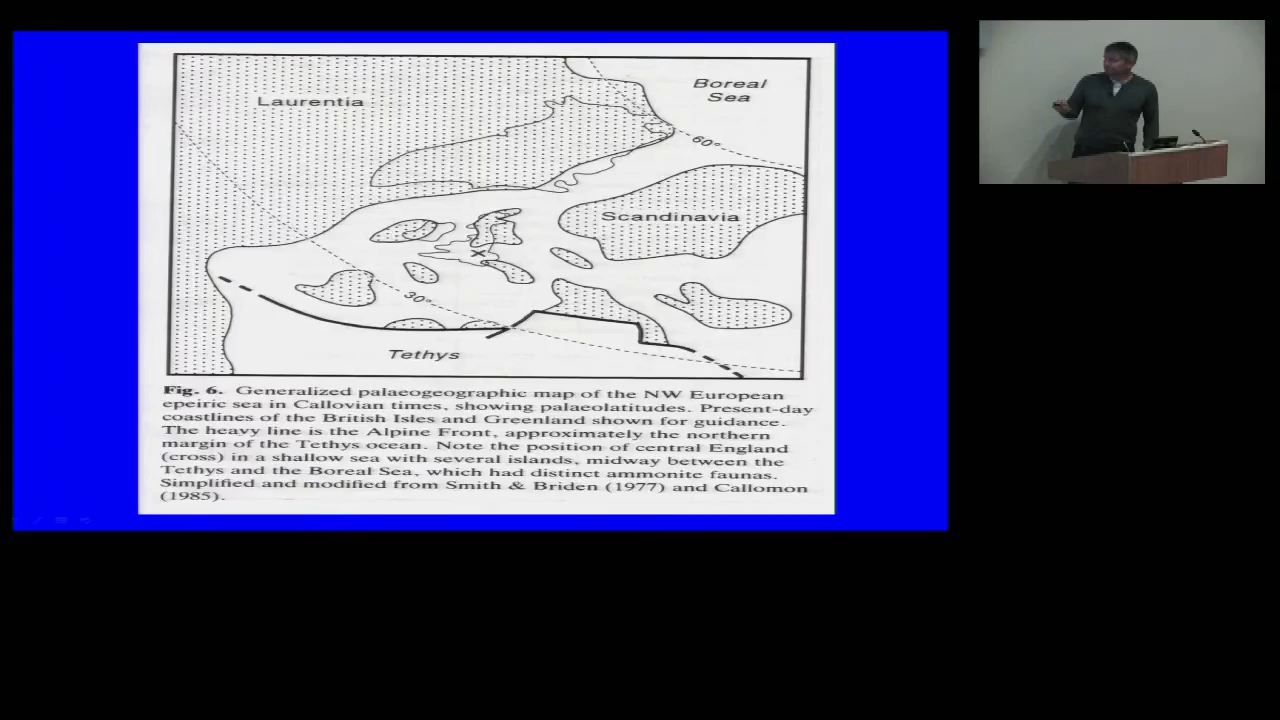 Laurentia
Boreal
Sea
60°
Scandinavia
30°
Tethys
Fig. 6. Generalized palaeogeographic map of the NW European
epeiric sea in Callovian times, showing palaeolatitudes. Present-day
coastlines of the British Isles and Greenland shown for guidance.
The heavy line is the Alpine Front, approximately the northern
margin of the Tethys ocean. Note the position of central England
(cross) in a shallow sea with several islands, midway between the
Tethys and the Boreal Sea, which had distinct ammonite faunas.
Simplified and modified from Smith & Briden (1977) and Callomon
(1985).